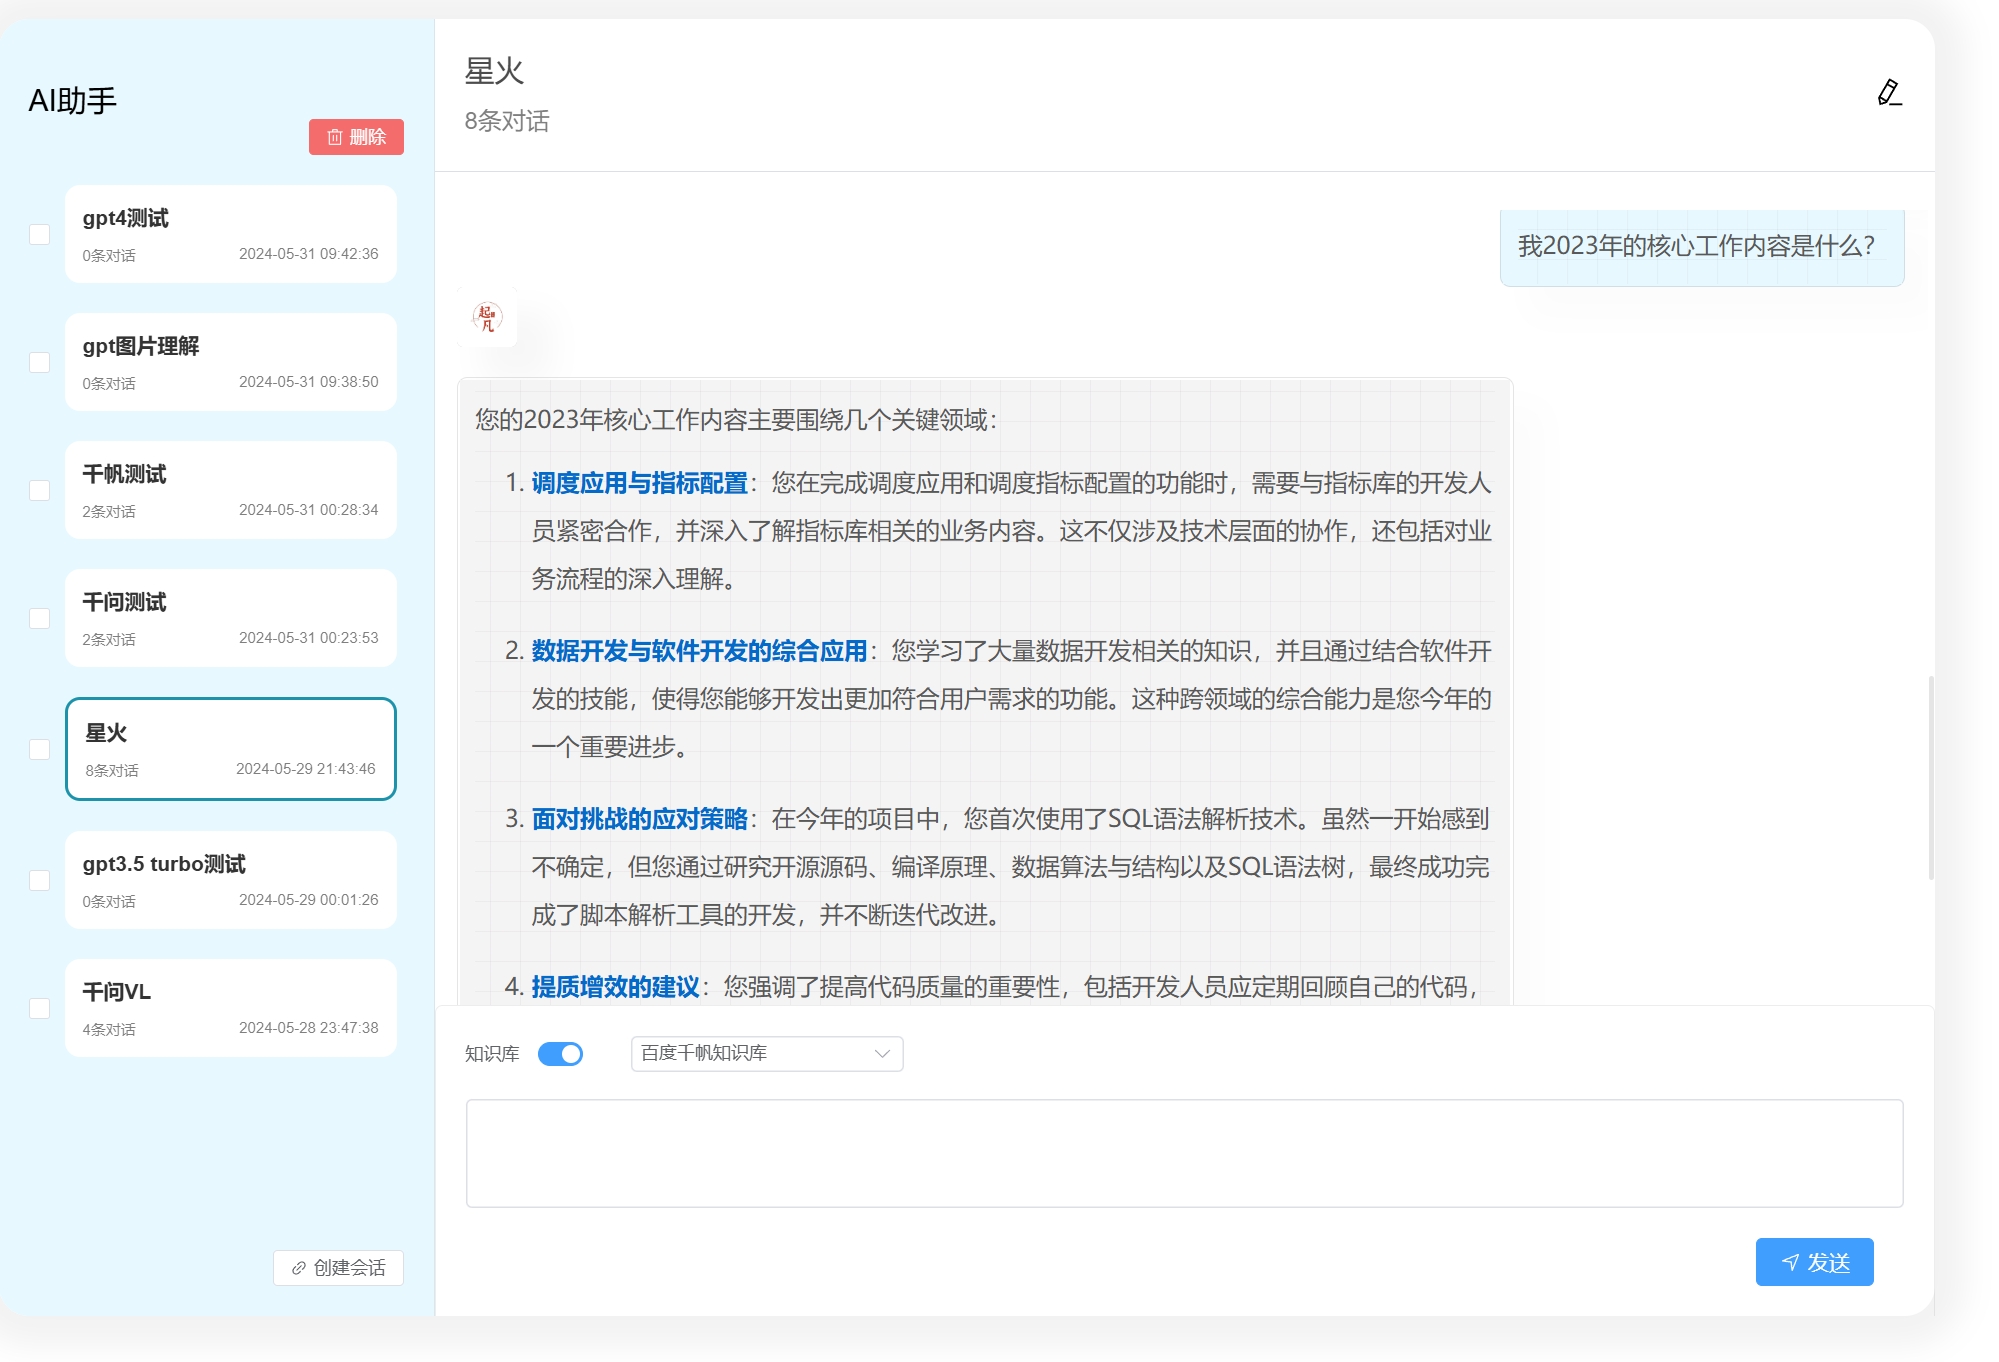 AI助手
删除
gpt4测试
0条对话 2024-05-31 09:42:36
gpt图片理解
0条对话 2024-05-31 09:38:50
千帆测试
2条对话 2024-05-31 00:28:34
千问测试
2条对话 2024-05-31 00:23:53
星火
8条对话 2024-05-29 21:43:46
gpt3.5 turbo测试
0条对话 2024-05-29 00:01:26
千问VL
4条对话 2024-05-28 23:47:38
创建会话
星火
8条对话
我2023年的核心工作内容是什么？
起
凡
您的2023年核心工作内容主要围绕几个关键领域：
1. 调度应用与指标配置：您在完成调度应用和调度指标配置的功能时，需要与指标库的开发人
员紧密合作，并深入了解指标库相关的业务内容。这不仅涉及技术层面的协作，还包括对业
务流程的深入理解。
2. 数据开发与软件开发的综合应用：您学习了大量数据开发相关的知识，并且通过结合软件开
发的技能，使得您能够开发出更加符合用户需求的功能。这种跨领域的综合能力是您今年的
一个重要进步。
3. 面对挑战的应对策略：在今年的项目中，您首次使用了SQL语法解析技术。虽然一开始感到
不确定，但您通过研究开源源码、编译原理、数据算法与结构以及SQL语法树，最终成功完
成了脚本解析工具的开发，并不断迭代改进。
4. 提质增效的建议：您强调了提高代码质量的重要性，包括开发人员应定期回顾自己的代码，
知识库
百度千帆知识库
发送